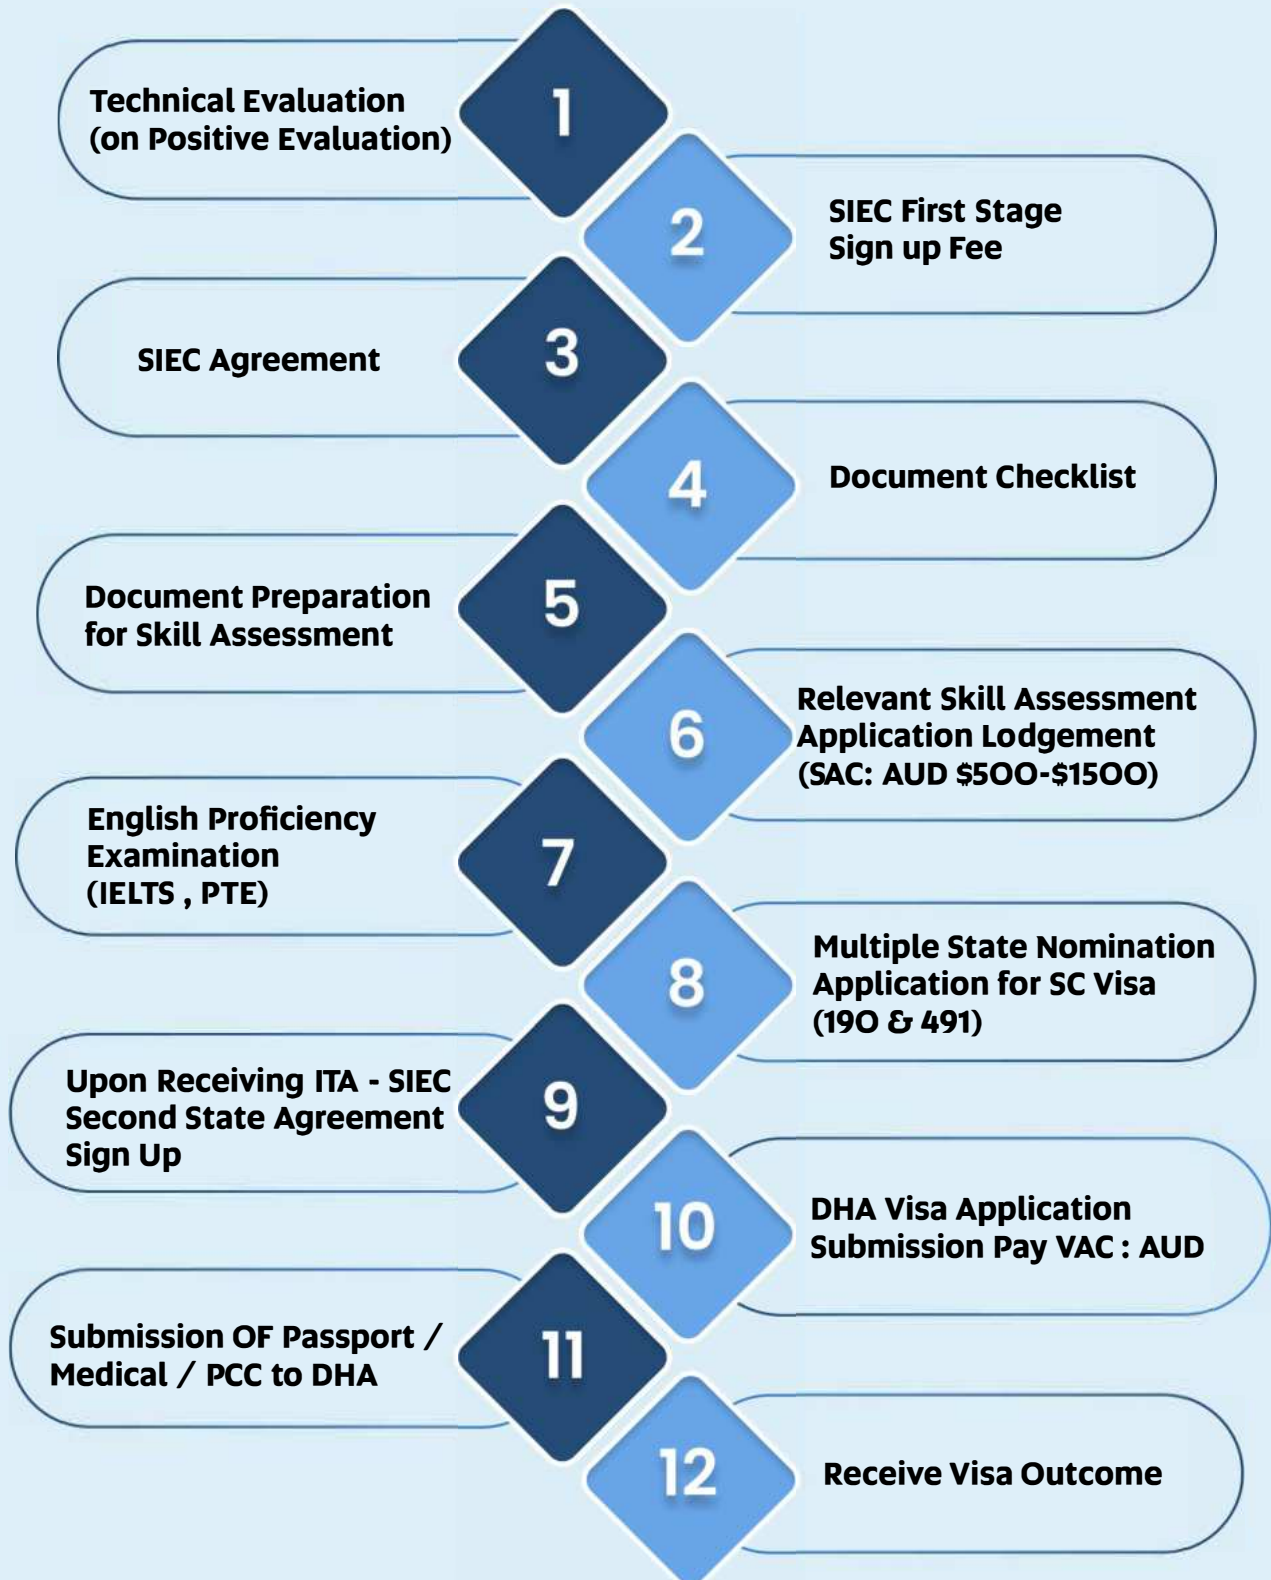 1
Technical Evaluation
(on Positive Evaluation)
2
SIEC First Stage
Sign up Fee
3
SIEC Agreement
4
Document Checklist
5
Document Preparation
for Skill Assessment
6
Relevant Skill Assessment
Application Lodgement
(SAC: AUD $500-$1500)
7
English Proficiency
Examination
(IELTS , PTE)
8
Multiple State Nomination
Application for SC Visa
(190 & 491)
9
Upon Receiving ITA - SIEC
Second State Agreement
Sign Up
10
DHA Visa Application
Submission Pay VAC : AUD
11
Submission OF Passport /
Medical / PCC to DHA
12
Receive Visa Outcome